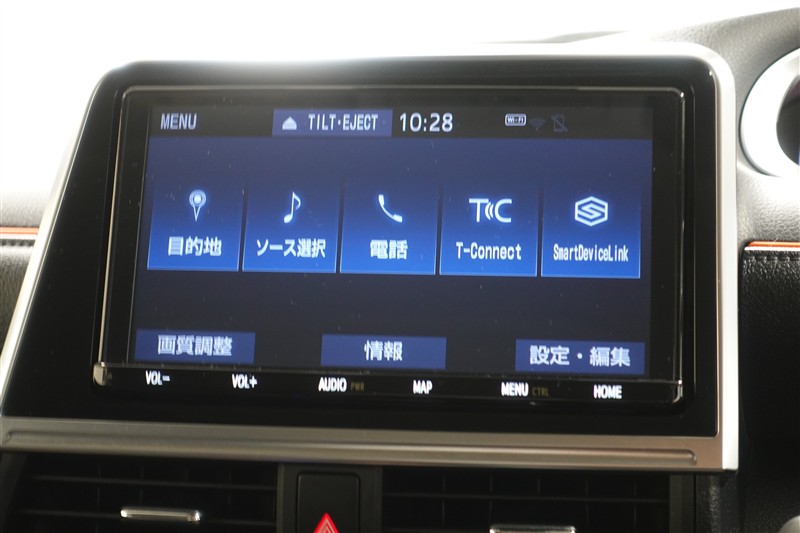 MENU TILT·EJECT 10:28 Wi-Fi
目的地 ソース選択 電話 T-Connect SmartDeviceLink
画質調整 情報 設定・編集
VOL− VOL+ AUDIO PWR MAP MENU CTRL HOME